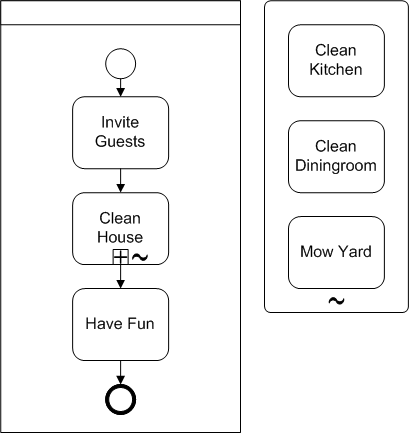 Invite
Guests
Clean
House
Have Fun
Clean
Kitchen
Clean
Diningroom
Mow Yard